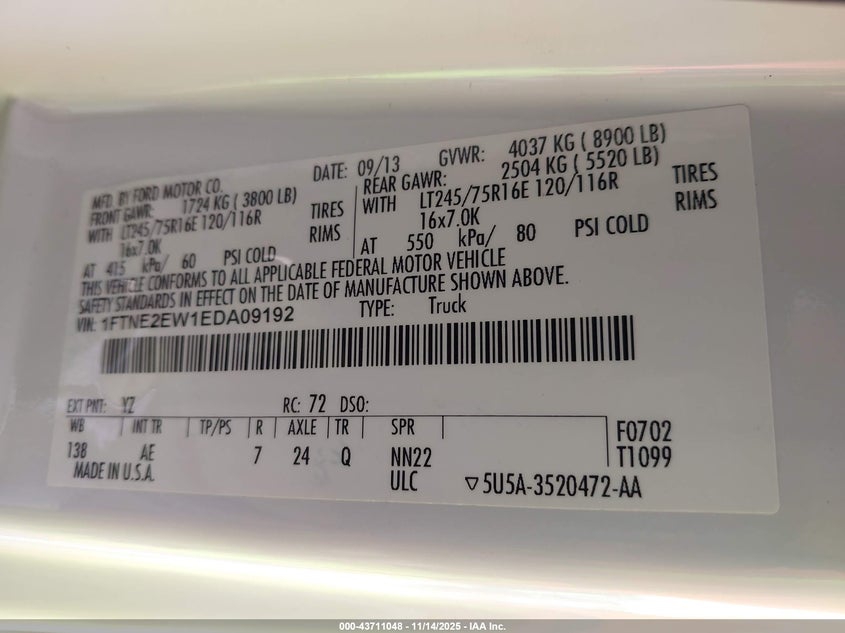 MFD. BY FORD MOTOR CO.
DATE: 09/13 GVWR: 4037 KG ( 8900 LB)
FRONT GAWR: 1724 KG ( 3800 LB)
WITH LT245/75R16E 120/116R TIRES
16x7.0K RIMS
AT 415 kPa/ 60 PSI COLD
REAR GAWR: 2504 KG ( 5520 LB)
WITH LT245/75R16E 120/116R TIRES
16x7.0K RIMS
AT 550 kPa/ 80 PSI COLD
THIS VEHICLE CONFORMS TO ALL APPLICABLE FEDERAL MOTOR VEHICLE
SAFETY STANDARDS IN EFFECT ON THE DATE OF MANUFACTURE SHOWN ABOVE.
VIN: 1FTNE2EW1EDA09192 TYPE: Truck
EXT PNT: YZ RC: 72 DSO:
WB INT TR TP/PS R AXLE TR SPR F0702
138 AE 7 24 Q NN22 T1099
MADE IN U.S.A. ULC ▽5U5A-3520472-AA
000-43711048 - 11/14/2025 - IAA Inc.